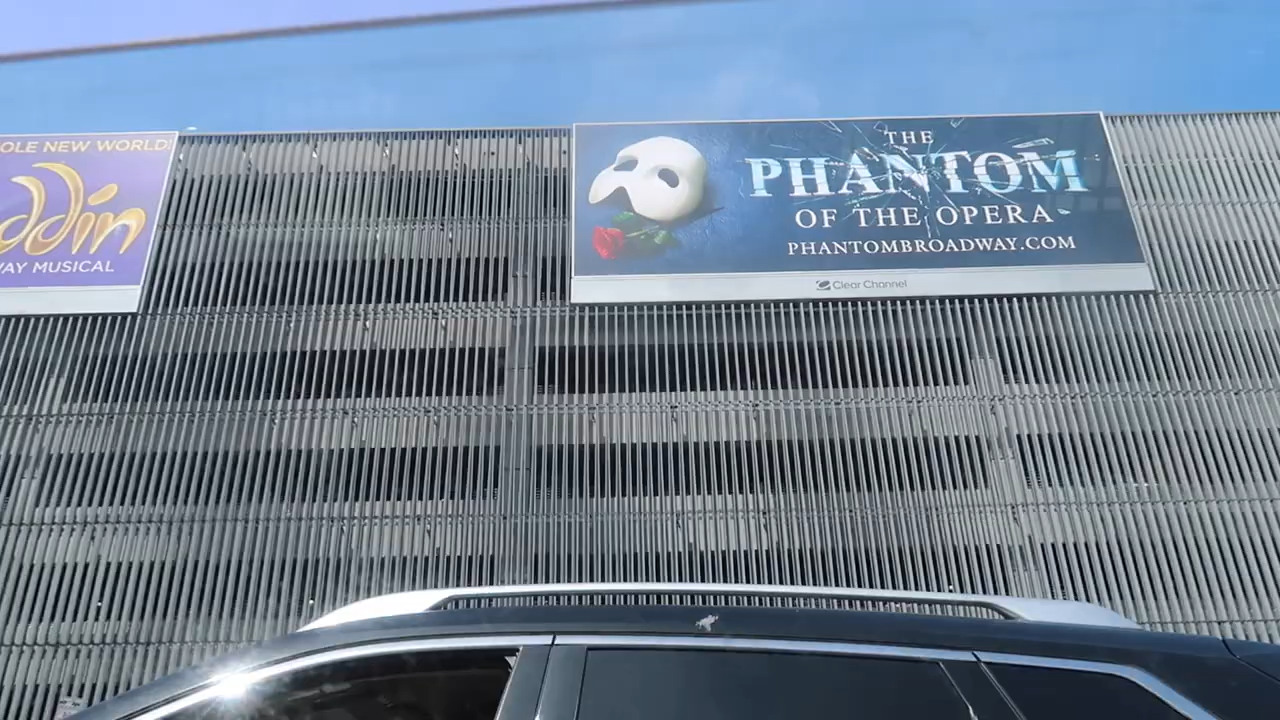 OLE NEW WORLD!
ddin
WAY MUSICAL
THE
PHANTOM
OF THE OPERA
PHANTOMBROADWAY.COM
Clear Channel